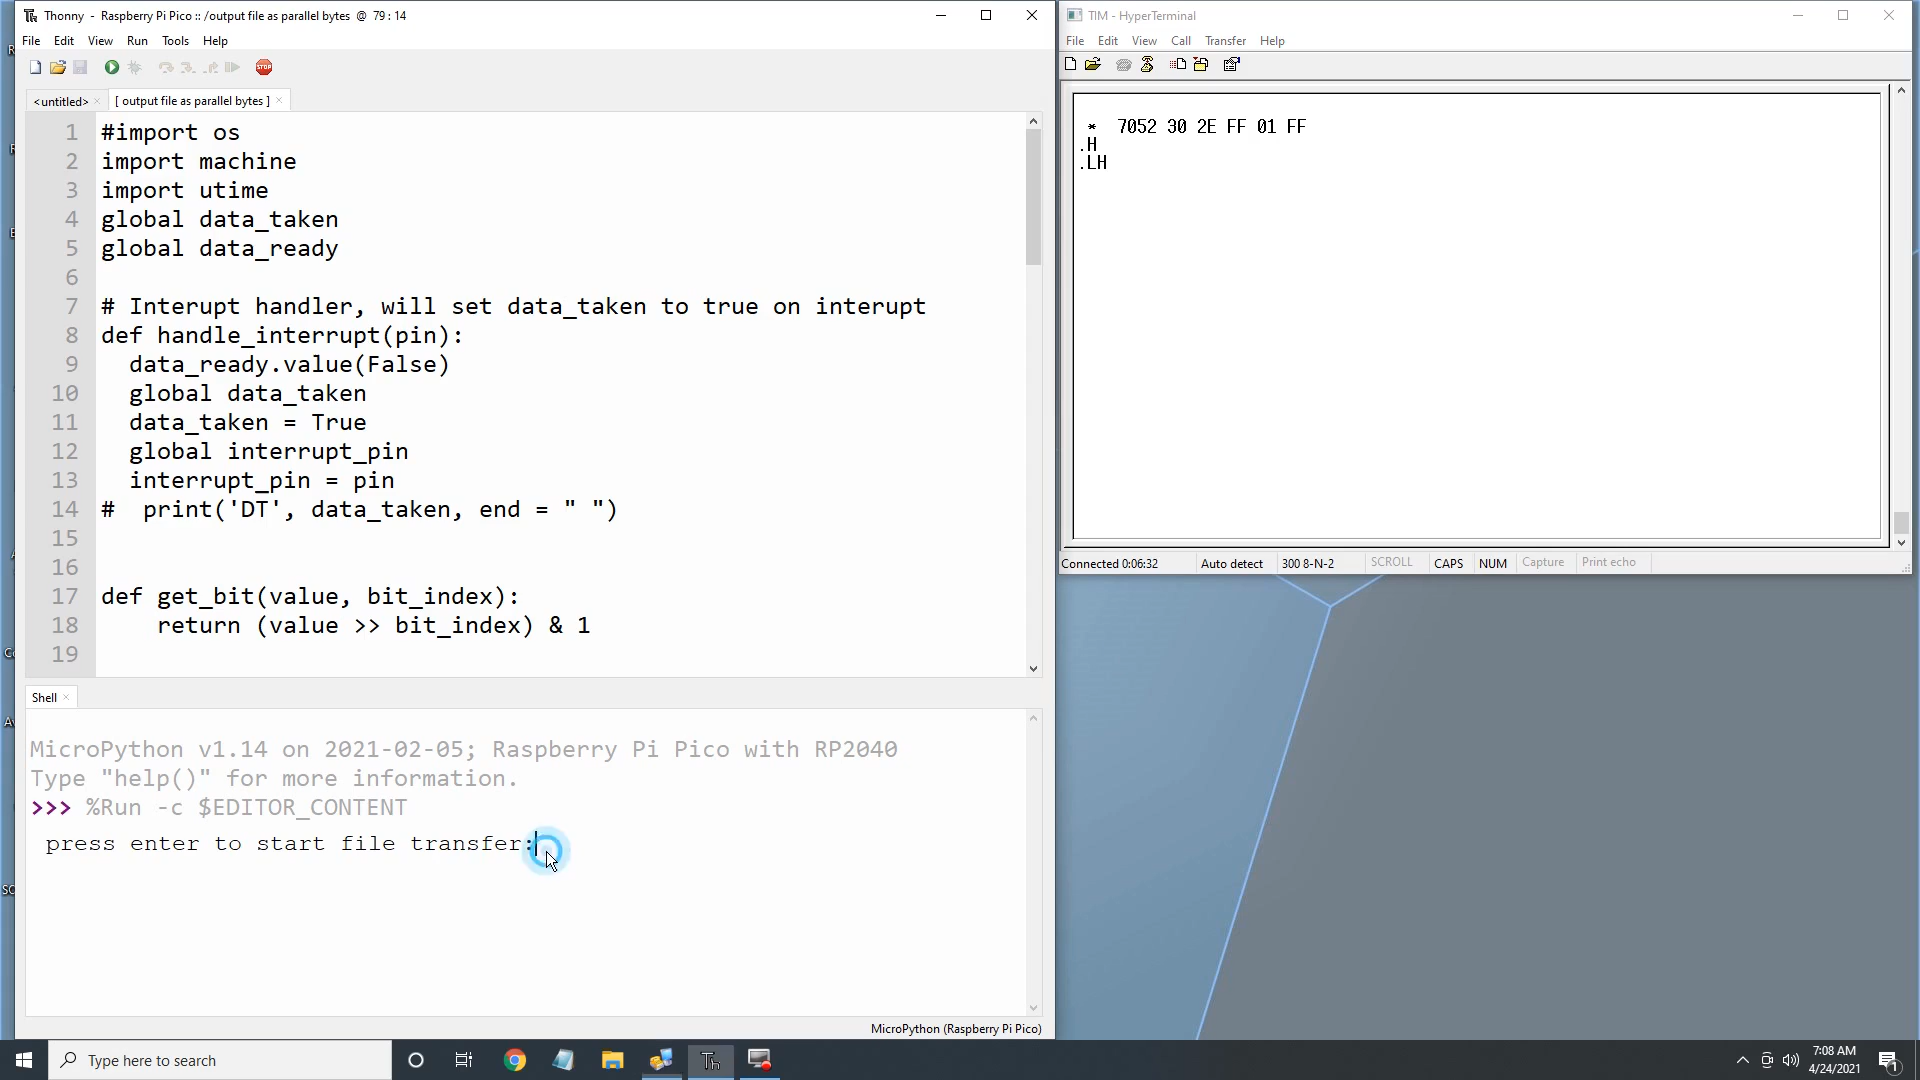 Thonny - Raspberry Pi Pico :: /output file as parallel bytes @ 79 : 14
File Edit View Run Tools Help
STOP
<untitled> ×
[ output file as parallel bytes ] ×
1 #import os
2 import machine
3 import utime
4 global data_taken
5 global data_ready
6
7 # Interupt handler, will set data_taken to true on interupt
8 def handle_interrupt(pin):
9 data_ready.value(False)
10 global data_taken
11 data_taken = True
12 global interrupt_pin
13 interrupt_pin = pin
14 # print('DT', data_taken, end = " ")
15
16
17 def get_bit(value, bit_index):
18 return (value >> bit_index) & 1
19
Shell ×
MicroPython v1.14 on 2021-02-05; Raspberry Pi Pico with RP2040
Type "help()" for more information.
>>> %Run -c $EDITOR_CONTENT
press enter to start file transfer:
MicroPython (Raspberry Pi Pico)
TIM - HyperTerminal
File Edit View Call Transfer Help
* 7052 30 2E FF 01 FF
.H
.LH
Connected 0:06:32 Auto detect 300 8-N-2 SCROLL CAPS NUM Capture Print echo
Type here to search
Th
7:08 AM
4/24/2021
1